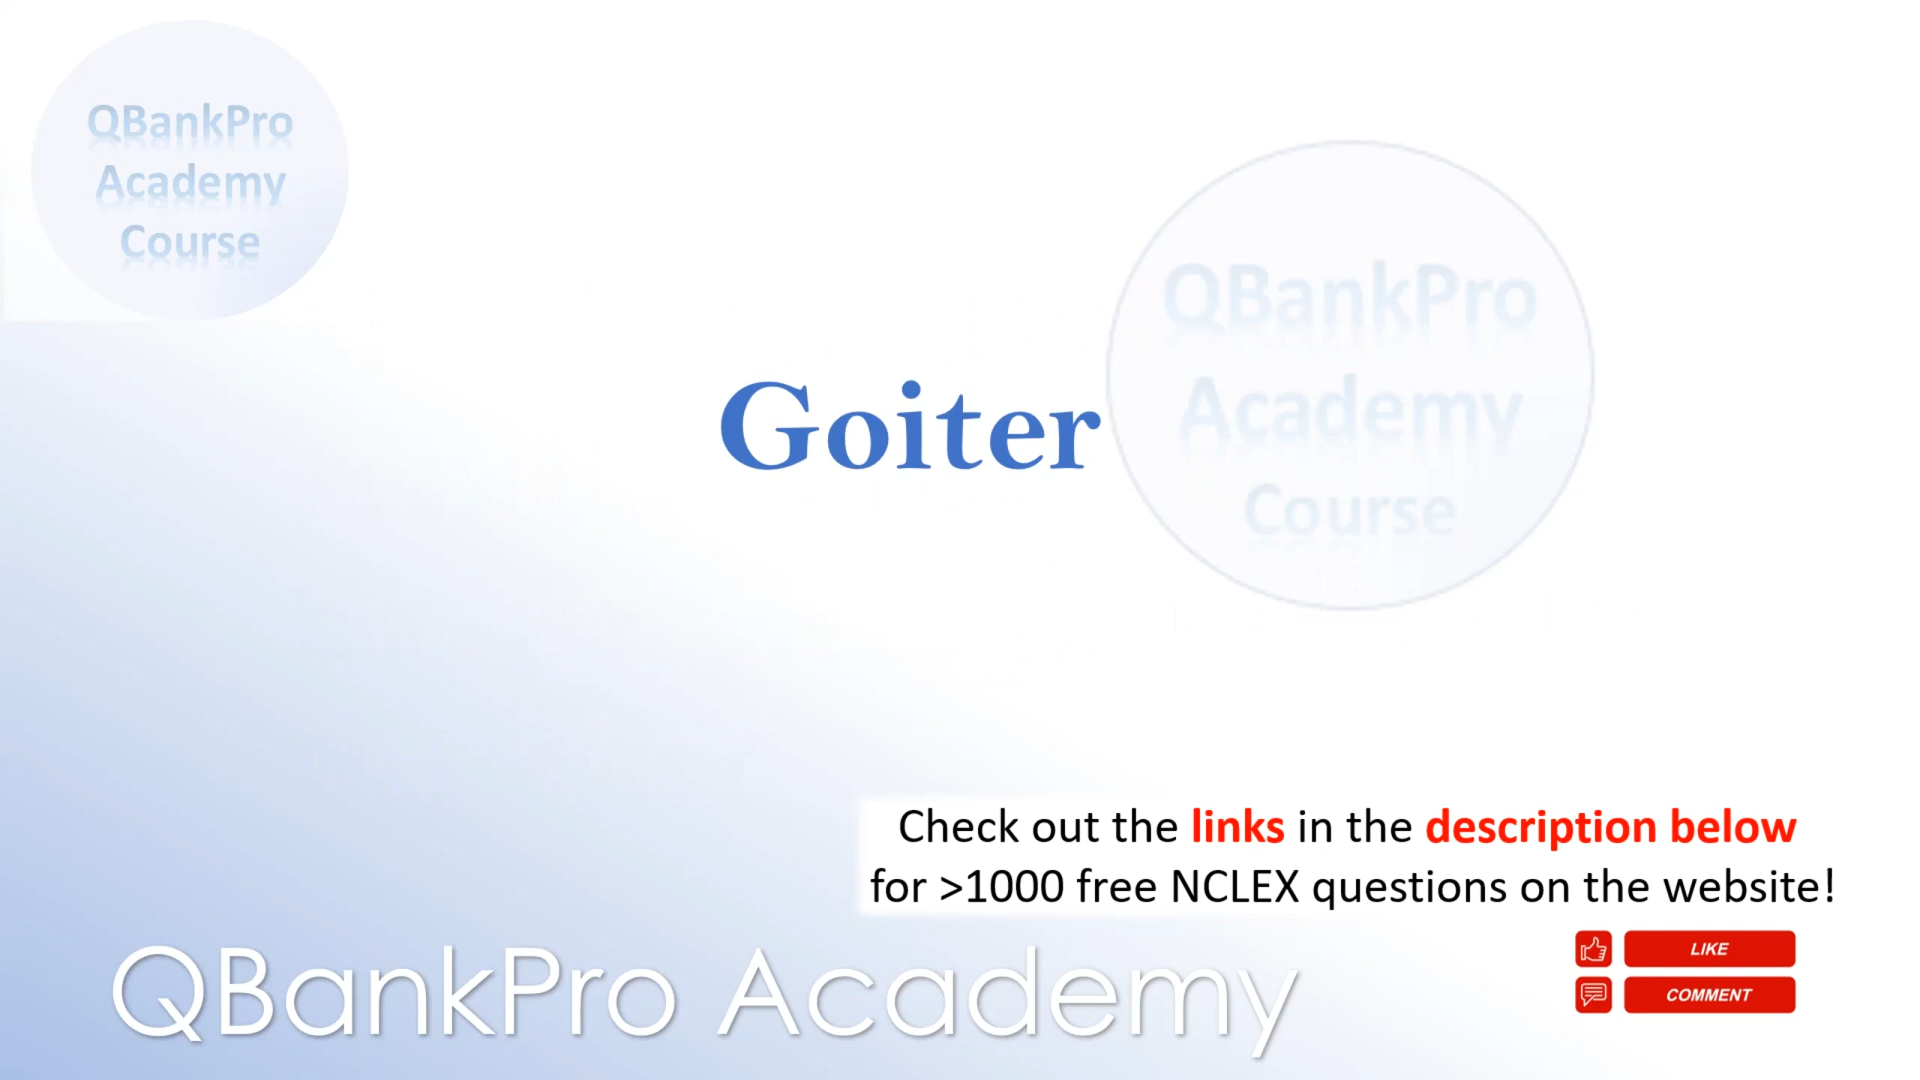 QBankPro
Academy
Course
QBankPro
Academy
Course
Goiter
Check out the links in the description below
for >1000 free NCLEX questions on the website!
LIKE
COMMENT
QBankPro Academy